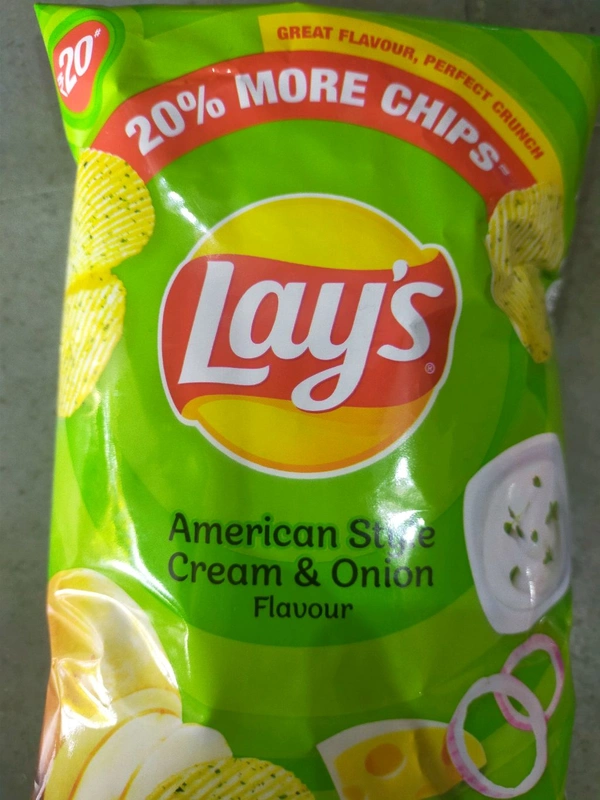 ₹20
GREAT FLAVOUR, PERFECT CRUNCH
20% MORE CHIPS
Lay's
®
American Style
Cream & Onion
Flavour